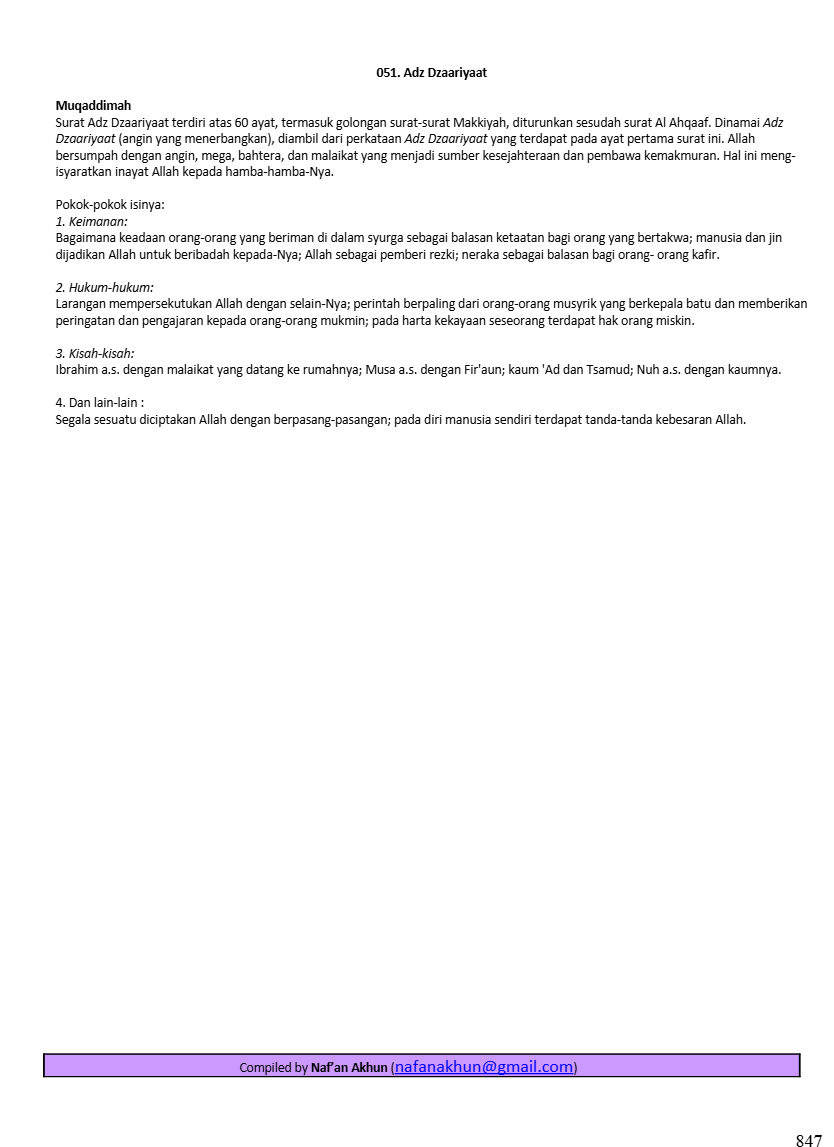 051. Adz Dzaariyaat
Muqaddimah
Surat Adz Dzaariyaat terdiri atas 60 ayat, termasuk golongan surat-surat Makkiyah, diturunkan sesudah surat Al Ahqaaf. Dinamai Adz
Dzaariyaat (angin yang menerbangkan), diambil dari perkataan Adz Dzaariyaat yang terdapat pada ayat pertama surat ini. Allah
bersumpah dengan angin, mega, bahtera, dan malaikat yang menjadi sumber kesejahteraan dan pembawa kemakmuran. Hal ini meng-
isyaratkan inayat Allah kepada hamba-hamba-Nya.
Pokok-pokok isinya:
1. Keimanan:
Bagaimana keadaan orang-orang yang beriman di dalam syurga sebagai balasan ketaatan bagi orang yang bertakwa; manusia dan jin
dijadikan Allah untuk beribadah kepada-Nya; Allah sebagai pemberi rezki; neraka sebagai balasan bagi orang- orang kafir.
2. Hukum-hukum:
Larangan mempersekutukan Allah dengan selain-Nya; perintah berpaling dari orang-orang musyrik yang berkepala batu dan memberikan
peringatan dan pengajaran kepada orang-orang mukmin; pada harta kekayaan seseorang terdapat hak orang miskin.
3. Kisah-kisah:
Ibrahim a.s. dengan malaikat yang datang ke rumahnya; Musa a.s. dengan Fir'aun; kaum 'Ad dan Tsamud; Nuh a.s. dengan kaumnya.
4. Dan lain-lain :
Segala sesuatu diciptakan Allah dengan berpasang-pasangan; pada diri manusia sendiri terdapat tanda-tanda kebesaran Allah.
Compiled by Naf’an Akhun (nafanakhun@gmail.com)
847